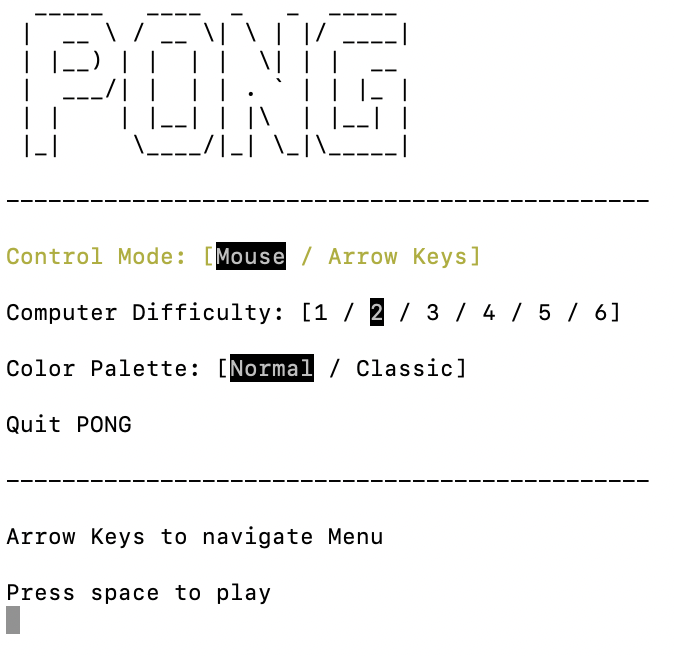 PONG
Control Mode: [Mouse / Arrow Keys]
Computer Difficulty: [1 / 2 / 3 / 4 / 5 / 6]
Color Palette: [Normal / Classic]
Quit PONG
Arrow Keys to navigate Menu
Press space to play